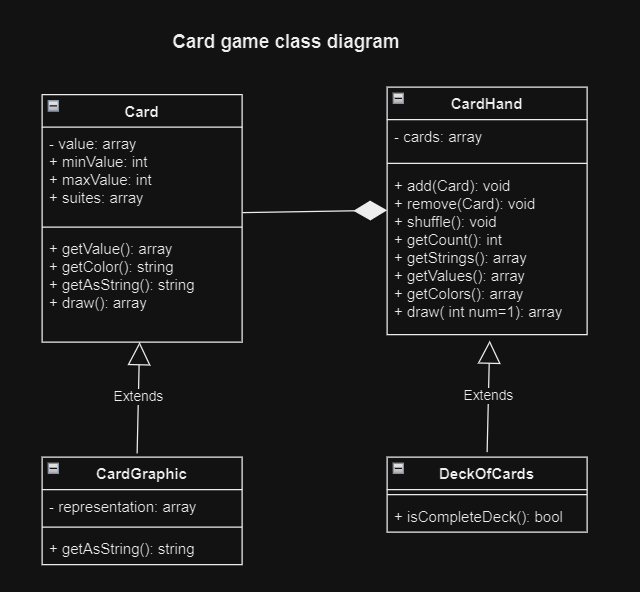 Card game class diagram
Card
- value: array
+ minValue: int
+ maxValue: int
+ suites: array
+ getValue(): array
+ getColor(): string
+ getAsString(): string
+ draw(): array
CardHand
- cards: array
+ add(Card): void
+ remove(Card): void
+ shuffle(): void
+ getCount(): int
+ getStrings(): array
+ getValues(): array
+ getColors(): array
+ draw( int num=1): array
Extends
Extends
CardGraphic
- representation: array
+ getAsString(): string
DeckOfCards
+ isCompleteDeck(): bool